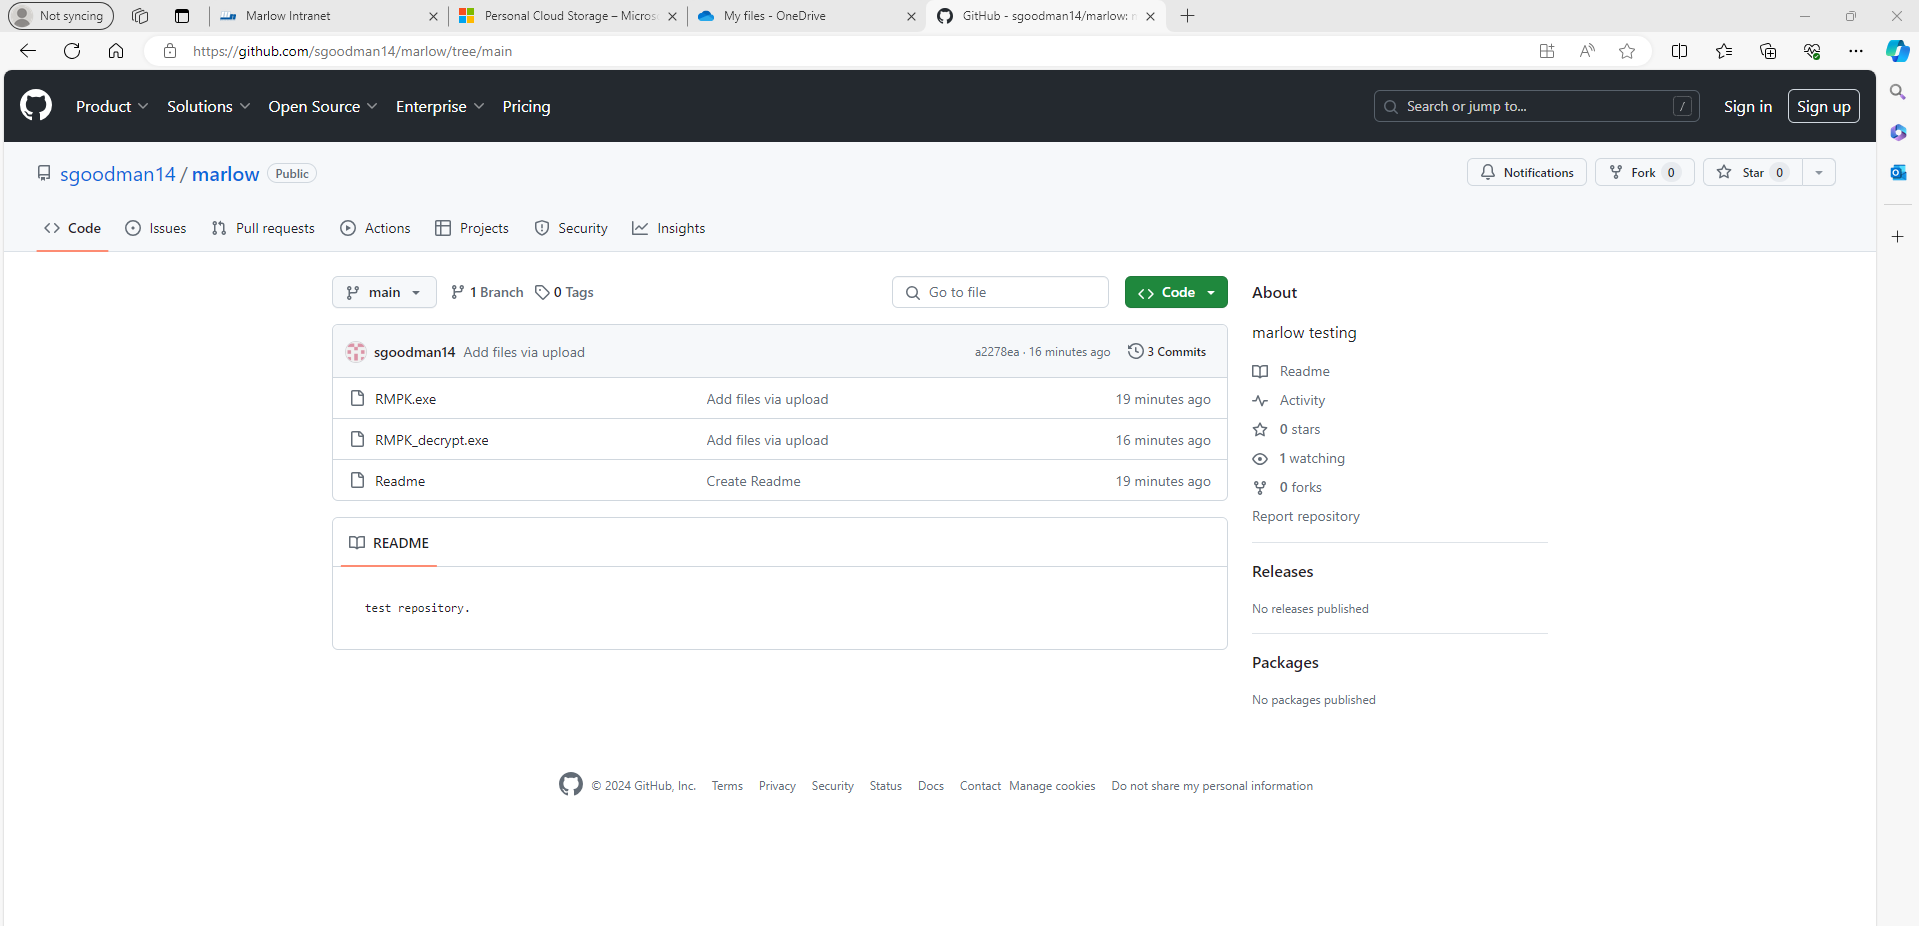 Not syncing
Marlow Intranet
Personal Cloud Storage – Micros
My files - OneDrive
GitHub - sgoodman14/marlow: m
https://github.com/sgoodman14/marlow/tree/main
Product
Solutions
Open Source
Enterprise
Pricing
Search or jump to...
/
Sign in
Sign up
sgoodman14 / marlow
Public
Notifications
Fork 0
Star 0
Code
Issues
Pull requests
Actions
Projects
Security
Insights
main
1 Branch
0 Tags
Go to file
Code
sgoodman14 Add files via upload
a2278ea · 16 minutes ago
3 Commits
RMPK.exe
Add files via upload
19 minutes ago
RMPK_decrypt.exe
Add files via upload
16 minutes ago
Readme
Create Readme
19 minutes ago
README
test repository.
About
marlow testing
Readme
Activity
0 stars
1 watching
0 forks
Report repository
Releases
No releases published
Packages
No packages published
© 2024 GitHub, Inc.
Terms
Privacy
Security
Status
Docs
Contact
Manage cookies
Do not share my personal information